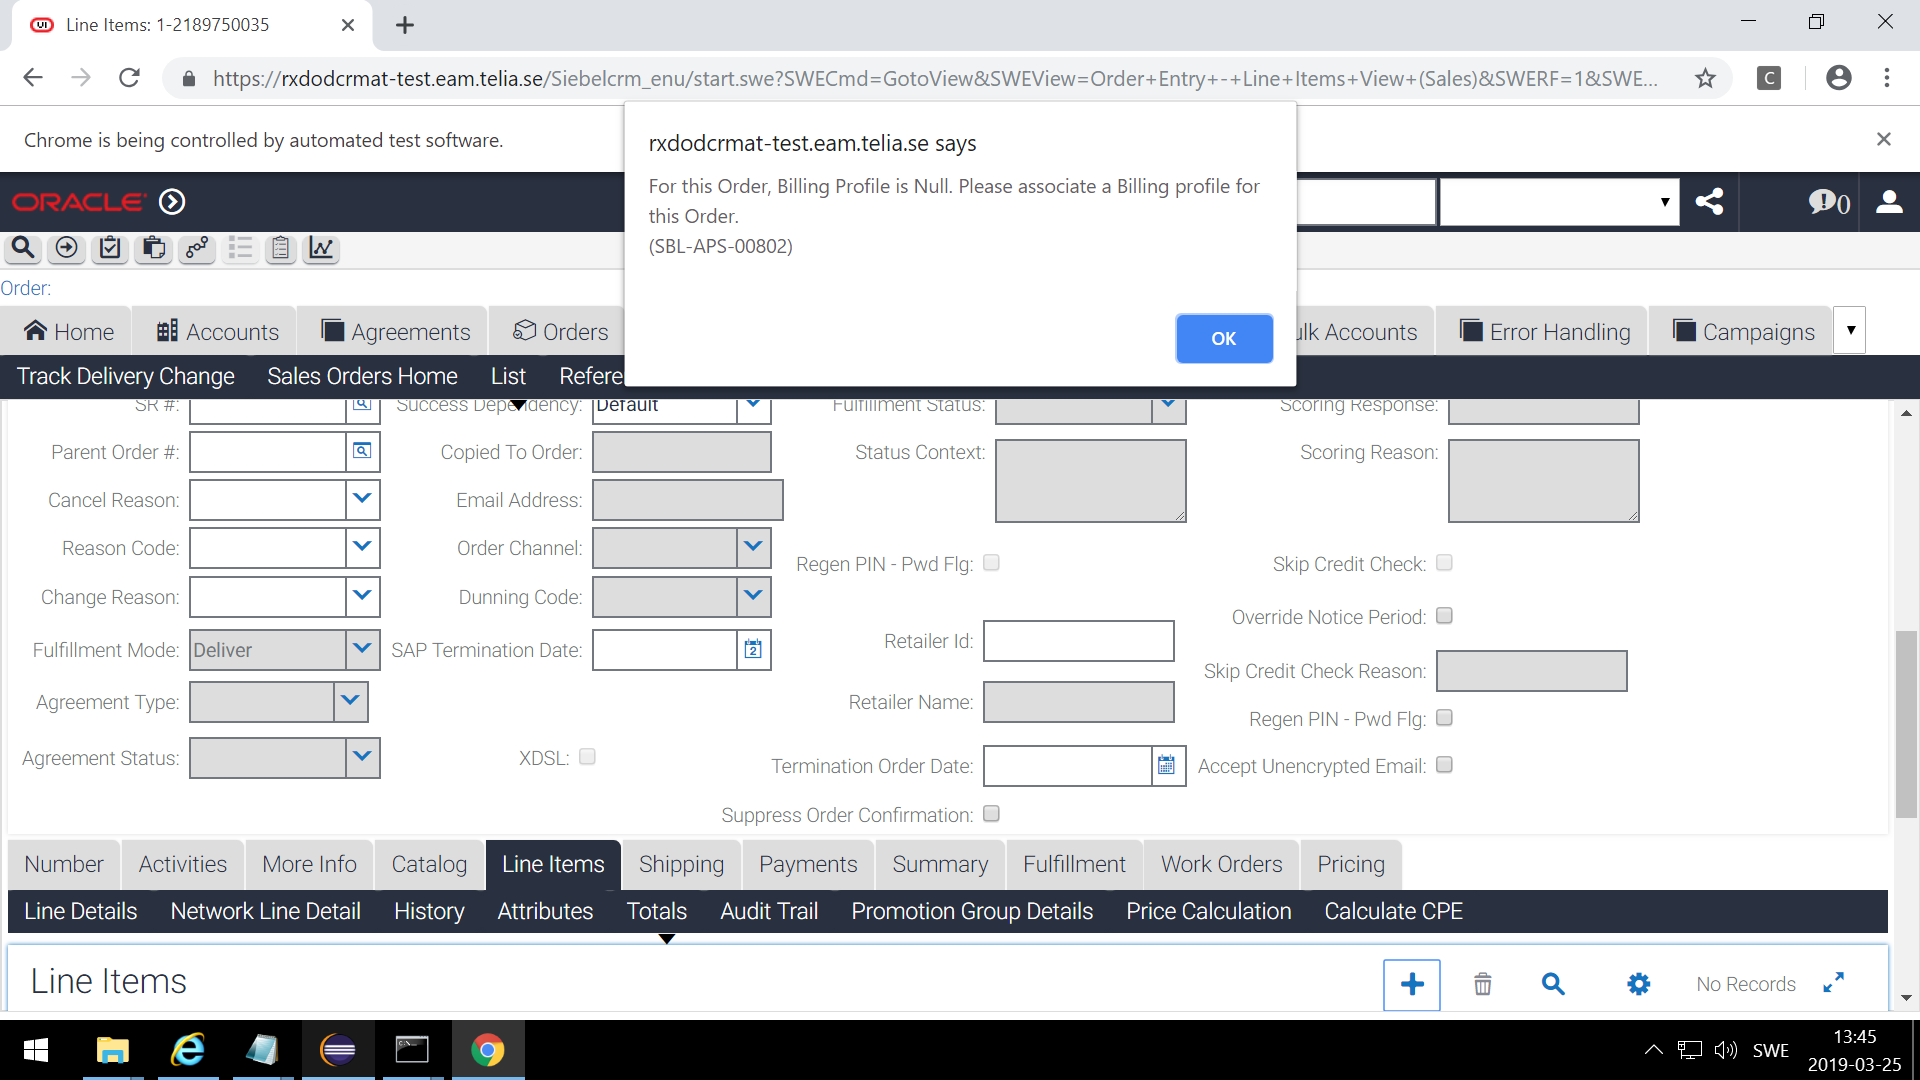 Line Items: 1-2189750035
https://rxdodcrmat-test.eam.telia.se/Siebelcrm_enu/start.swe?SWECmd=GotoView&SWEView=Order+Entry+-+Line+Items+View+(Sales)&SWERF=1&SWE...
C
Chrome is being controlled by automated test software.
rxdodcrmat-test.eam.telia.se says
For this Order, Billing Profile is Null. Please associate a Billing profile for
this Order.
(SBL-APS-00802)
OK
ORACLE
0
Order:
Home Accounts Agreements Orders ulk Accounts Error Handling Campaigns
Track Delivery Change Sales Orders Home List Refere
SR #: Success Dependency: Default Fulfillment Status: Scoring Response:
Parent Order #: Copied To Order: Status Context: Scoring Reason:
Cancel Reason: Email Address:
Reason Code: Order Channel: Regen PIN - Pwd Flg: Skip Credit Check:
Change Reason: Dunning Code: Override Notice Period:
Fulfillment Mode: Deliver SAP Termination Date: 2 Retailer Id: Skip Credit Check Reason:
Agreement Type: Retailer Name: Regen PIN - Pwd Flg:
Agreement Status: XDSL: Termination Order Date: Accept Unencrypted Email:
Suppress Order Confirmation:
Number Activities More Info Catalog Line Items Shipping Payments Summary Fulfillment Work Orders Pricing
Line Details Network Line Detail History Attributes Totals Audit Trail Promotion Group Details Price Calculation Calculate CPE
Line Items No Records
SWE 13:45
2019-03-25